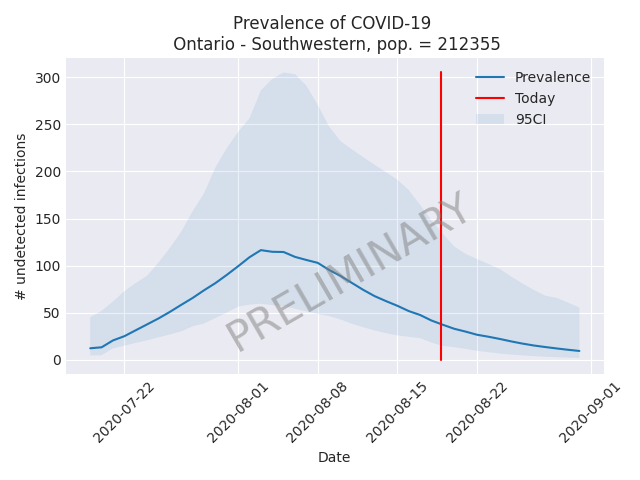 Prevalence of COVID-19
Ontario - Southwestern, pop. = 212355
# undetected infections
300
250
200
150
100
50
0
Prevalence
Today
95CI
PRELIMINARY
2020-07-22
2020-08-01
2020-08-08
2020-08-15
2020-08-22
2020-09-01
Date